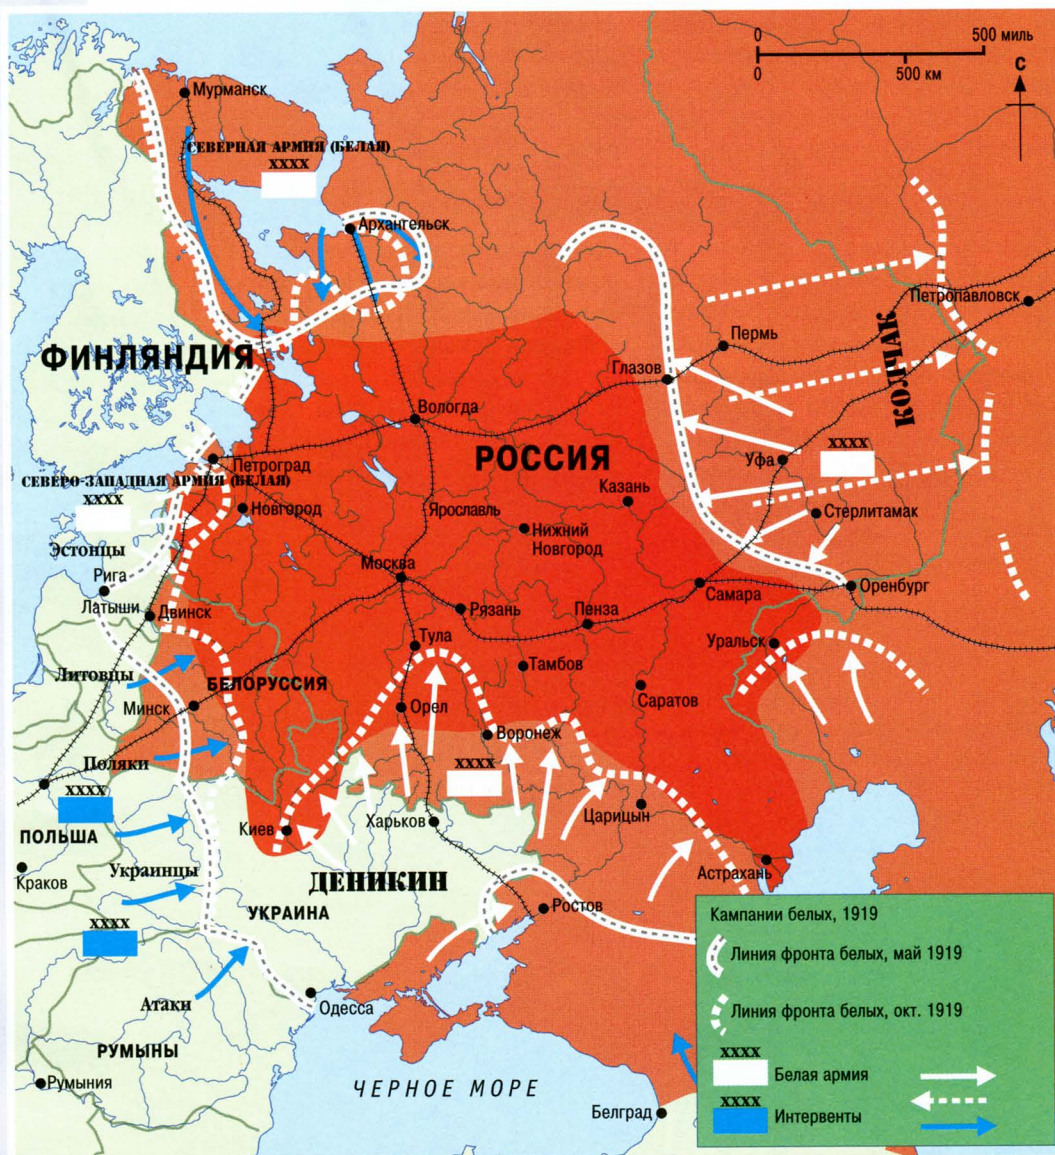 0
500 миль
0
500 км
С
Мурманск
СЕВЕРНАЯ АРМИЯ (БЕЛАЯ)
XXXX
Архангельск
Петропавловск
КОЛЧАК
Пермь
ФИНЛЯНДИЯ
Глазов
Вологда
РОССИЯ
XXXX
Уфа
Петроград
СЕВЕРО-ЗАПАДНАЯ АРМИЯ (БЕЛАЯ)
XXXX
Казань
Новгород
Ярославль
Стерлитамак
Нижний
Новгород
Эстонцы
Москва
Рига
Латыши
Двинск
Рязань
Пенза
Самара
Оренбург
Тула
Уральск
Литовцы
БЕЛОРУССИЯ
Тамбов
Саратов
Минск
Орел
Воронеж
Поляки
XXXX
XXXX
ПОЛЬША
Киев
Харьков
Царицын
Украинцы
Краков
ДЕНИКИН
Астрахань
УКРАИНА
Ростов
XXXX
Атаки
Одесса
РУМЫНЫ
Румыния
ЧЕРНОЕ МОРЕ
Белград
Кампании белых, 1919
Линия фронта белых, май 1919
Линия фронта белых, окт. 1919
XXXX
Белая армия
XXXX
Интервенты